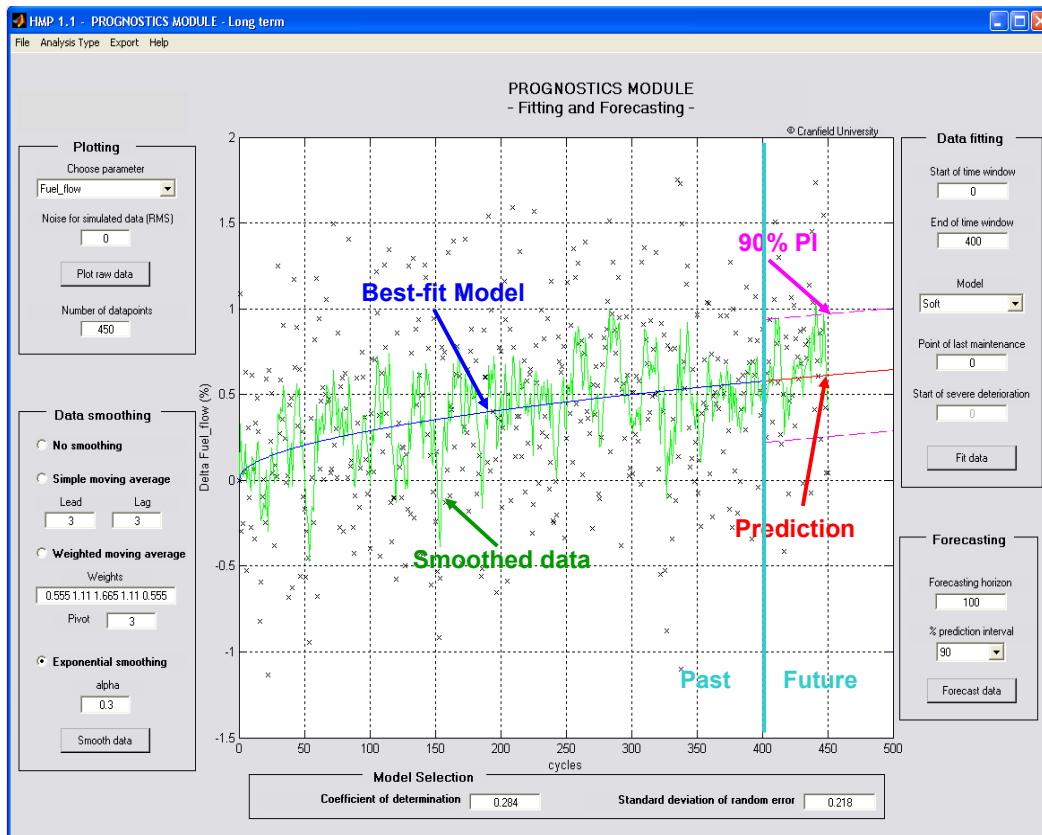 HMP 1.1 - PROGNOSTICS MODULE - Long term
File Analysis Type Export Help
PROGNOSTICS MODULE
- Fitting and Forecasting -
© Cranfield University
Plotting
Choose parameter
Fuel_flow
Noise for simulated data (RMS)
0
Plot raw data
Number of datapoints
450
Data smoothing
No smoothing
Simple moving average
Lead Lag
3 3
Weighted moving average
Weights
0.555 1.11 1.665 1.11 0.555
Pivot 3
Exponential smoothing
alpha
0.3
Smooth data
Delta Fuel_flow (%)
2
1.5
1
0.5
0
-0.5
-1
-1.5
0 50 100 150 200 250 300 350 400 450 500
cycles
90% PI
Best-fit Model
Smoothed data
Prediction
Past Future
Model Selection
Coefficient of determination 0.284 Standard deviation of random error 0.218
Data fitting
Start of time window
0
End of time window
400
Model
Soft
Point of last maintenance
0
Start of severe deterioration
0
Fit data
Forecasting
Forecasting horizon
100
% prediction interval
90
Forecast data